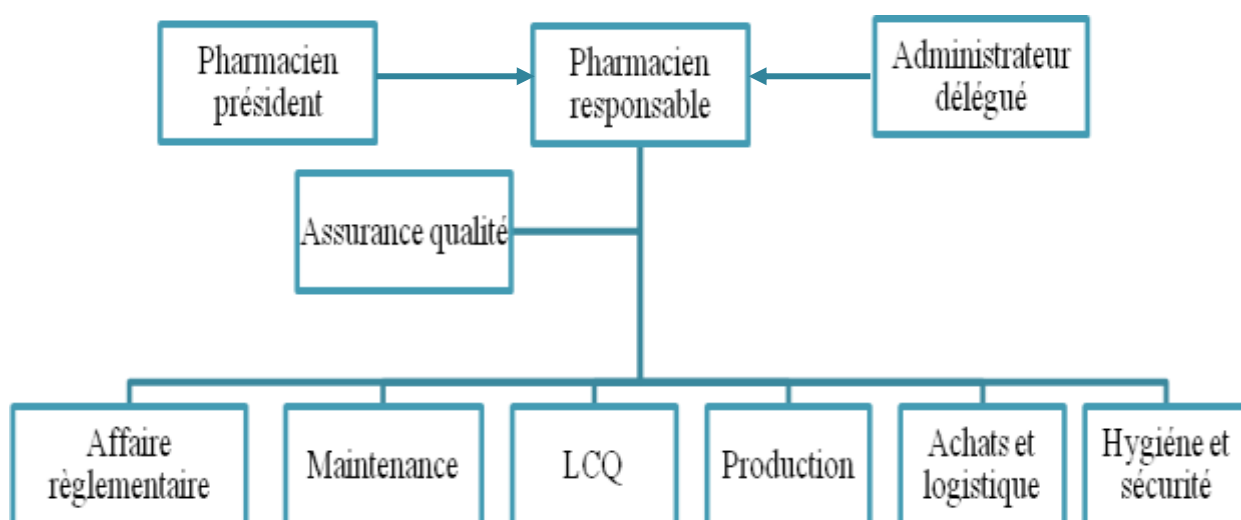 Pharmacien
président
Pharmacien
responsable
Administrateur
délégué
Assurance qualité
Affaire
règlementaire
Maintenance
LCQ
Production
Achats et
logistique
Hygiéne et
sécurité